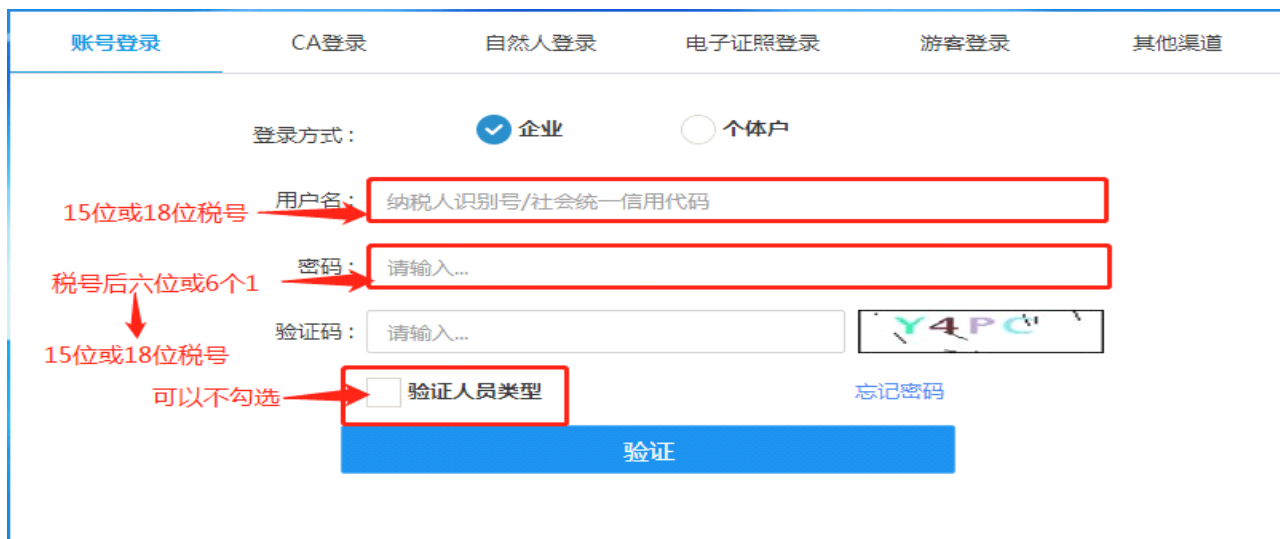 账号登录 CA登录 自然人登录 电子证照登录 游客登录 其他渠道
登录方式： 企业 个体户
15位或18位税号 用户名： 纳税人识别号/社会统一信用代码
税号后六位或6个1 密码： 请输入...
15位或18位税号 验证码： 请输入... Y4PC
可以不勾选 验证人员类型 忘记密码
验证